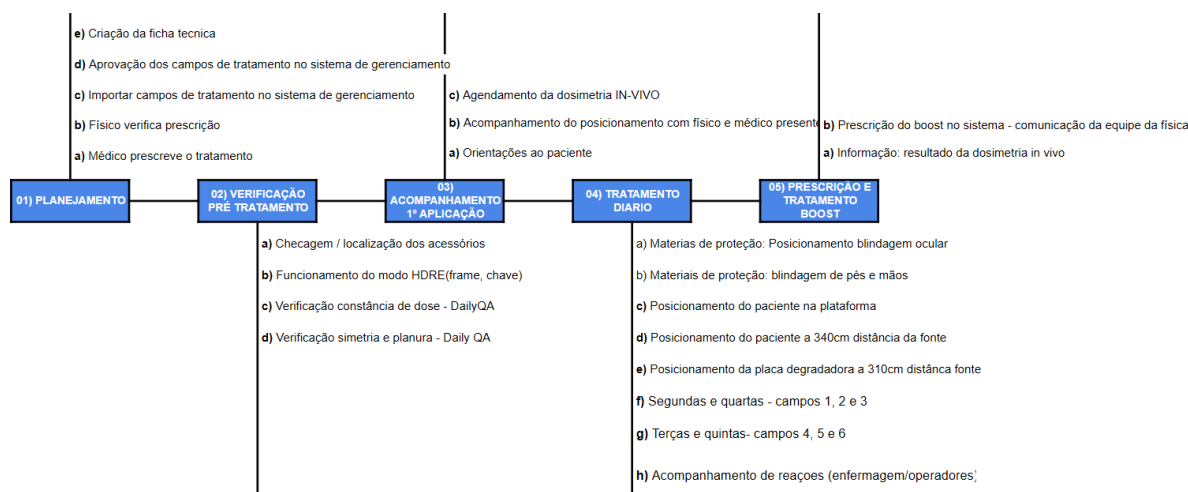 e) Criação da ficha tecnica
d) Aprovação dos campos de tratamento no sistema de gerenciamento
c) Importar campos de tratamento no sistema de gerenciamento
b) Físico verifica prescrição
a) Médico prescreve o tratamento
c) Agendamento da dosimetria IN-VIVO
b) Acompanhamento do posicionamento com físico e médico presente
a) Orientações ao paciente
b) Prescrição do boost no sistema - comunicação da equipe da física
a) Informação: resultado da dosimetria in vivo
01) PLANEJAMENTO
02) VERIFICAÇÃO
PRÉ TRATAMENTO
03)
ACOMPANHAMENTO
1º APLICAÇÃO
04) TRATAMENTO
DIARIO
05) PRESCRIÇÃO E
TRATAMENTO
BOOST
a) Checagem / localização dos acessórios
b) Funcionamento do modo HDRE(frame, chave)
c) Verificação constância de dose - DailyQA
d) Verificação simetria e planura - Daily QA
a) Materias de proteção: Posicionamento blindagem ocular
b) Materiais de proteção: blindagem de pés e mãos
c) Posicionamento do paciente na plataforma
d) Posicionamento do paciente a 340cm distância da fonte
e) Posicionamento da placa degradadora a 310cm distânca fonte
f) Segundas e quartas - campos 1, 2 e 3
g) Terças e quintas- campos 4, 5 e 6
h) Acompanhamento de reaçoes (enfermagem/operadores)